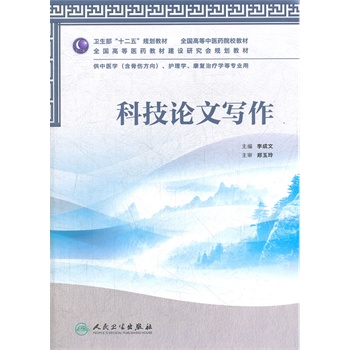 卫生部“十二五”规划教材 全国高等中医药院校教材
全国高等医药教材建设研究会规划教材
供中医学（含骨伤方向）、护理学、康复治疗学等专业用
科技论文写作
主编 李成文
主审 郑玉玲
人民卫生出版社